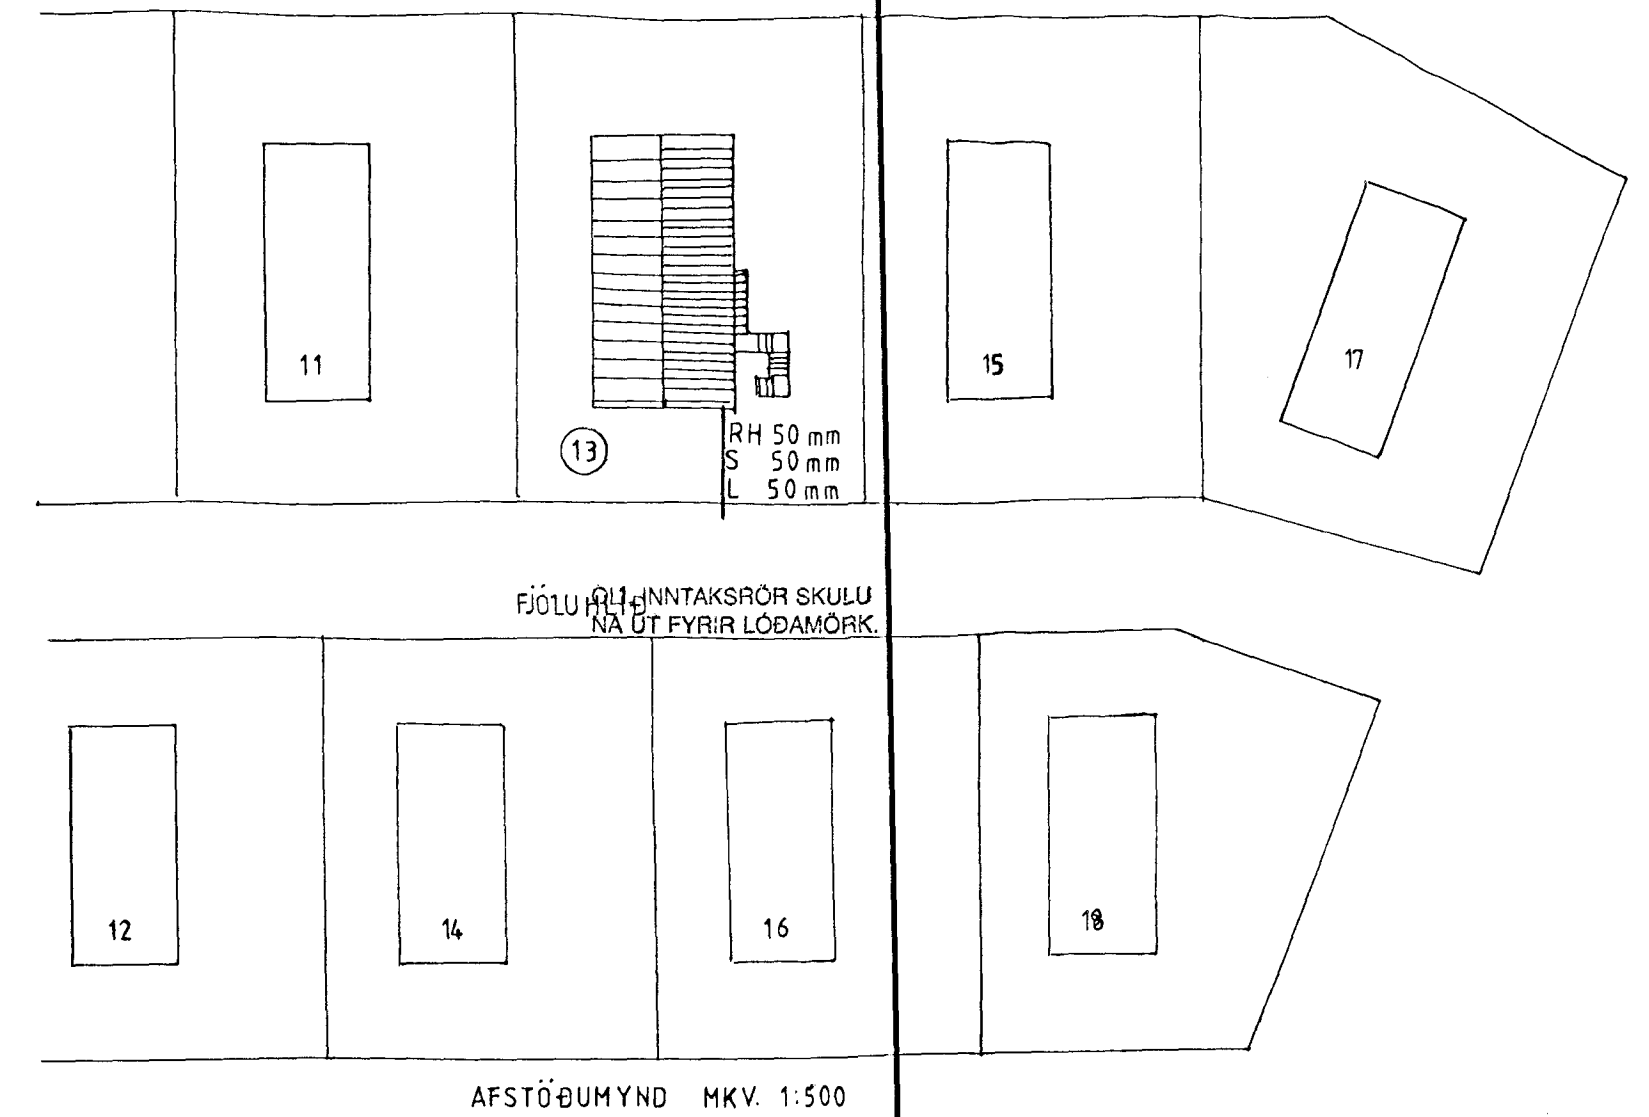 11
15
17
13
RH 50 mm
S 50 mm
L 50 mm
FJÓLUHLÍÐ
ÖLL INNTAKSRÖR SKULU
NÁ ÚT FYRIR LÓÐAMÖRK.
12
14
16
18
AFSTÖÐUMYND MKV. 1:500